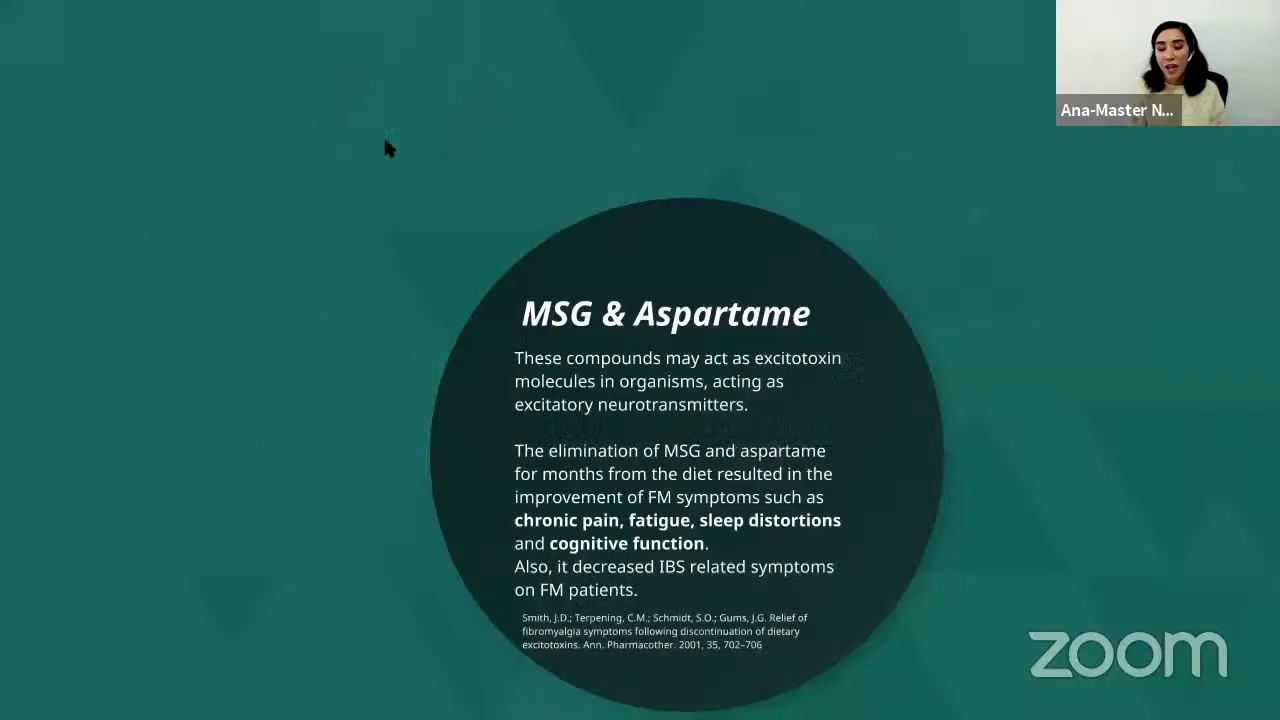 Ana-Master N...
MSG & Aspartame
These compounds may act as excitotoxin
molecules in organisms, acting as
excitatory neurotransmitters.
The elimination of MSG and aspartame
for months from the diet resulted in the
improvement of FM symptoms such as
chronic pain, fatigue, sleep distortions
and cognitive function.
Also, it decreased IBS related symptoms
on FM patients.
Smith, J.D.; Terpening, C.M.; Schmidt, S.O.; Gums, J.G. Relief of
fibromyalgia symptoms following discontinuation of dietary
excitotoxins. Ann. Pharmacother. 2001, 35, 702–706
zoom